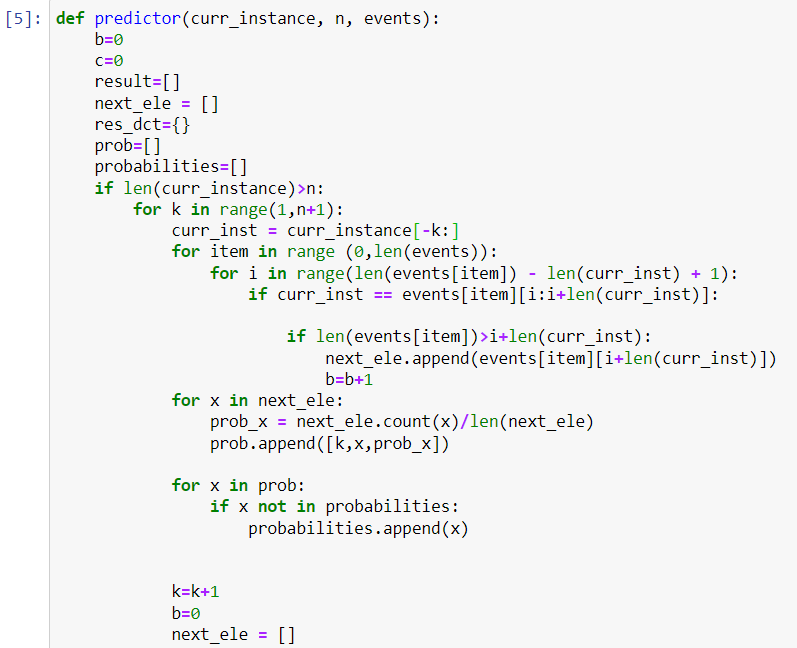 [5]: def predictor(curr_instance, n, events):
    b=0
    c=0
    result=[]
    next_ele = []
    res_dct={}
    prob=[]
    probabilities=[]
    if len(curr_instance)>n:
        for k in range(1,n+1):
            curr_inst = curr_instance[-k:]
            for item in range (0,len(events)):
                for i in range(len(events[item]) - len(curr_inst) + 1):
                    if curr_inst == events[item][i:i+len(curr_inst)]:
                        if len(events[item])>i+len(curr_inst):
                            next_ele.append(events[item][i+len(curr_inst)])
                            b=b+1
            for x in next_ele:
                prob_x = next_ele.count(x)/len(next_ele)
                prob.append([k,x,prob_x])
            for x in prob:
                if x not in probabilities:
                    probabilities.append(x)
            k=k+1
            b=0
            next_ele = []